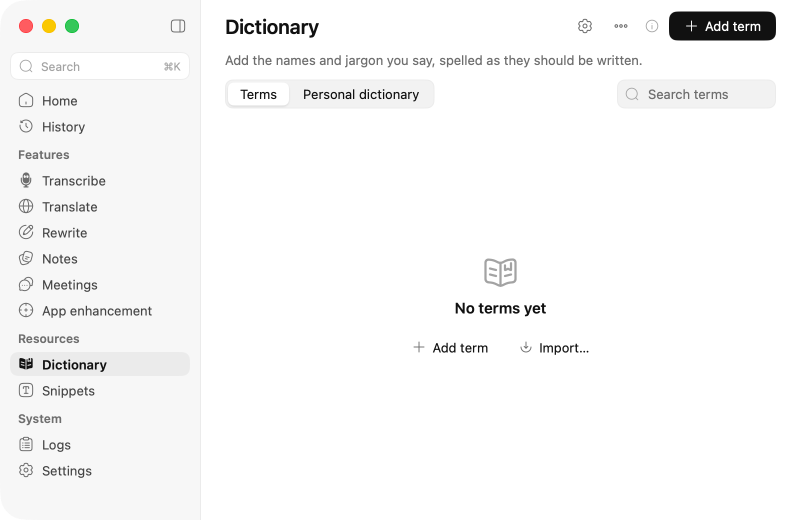 Search ⌘K
Home
History
Features
Transcribe
Translate
Rewrite
Notes
Meetings
App enhancement
Resources
Dictionary
Snippets
System
Logs
Settings
Dictionary
Add term
Add the names and jargon you say, spelled as they should be written.
Terms Personal dictionary Search terms
No terms yet
Add term Import...